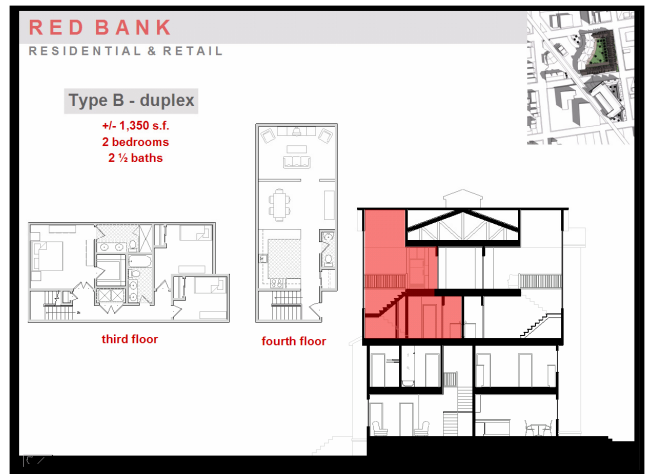 RED BANK
RESIDENTIAL & RETAIL
Type B - duplex
+/- 1,350 s.f.
2 bedrooms
2 ½ baths
third floor
fourth floor